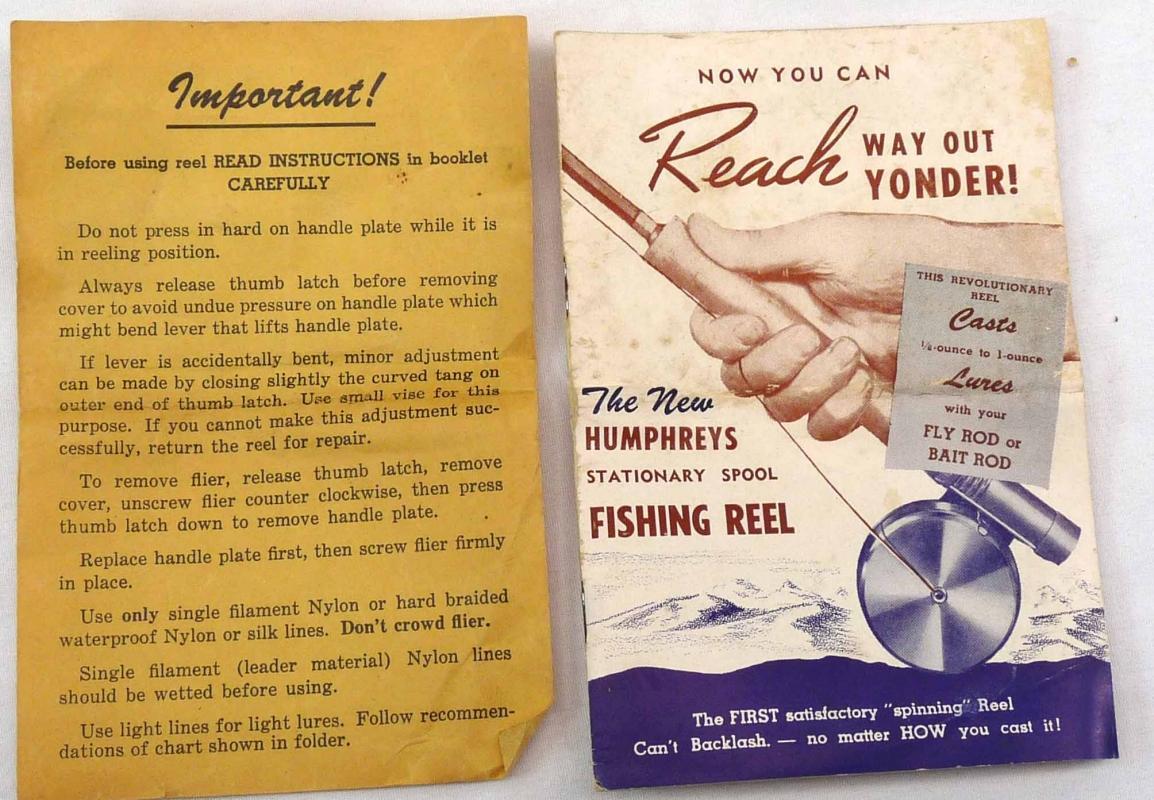 Important!
Before using reel READ INSTRUCTIONS in booklet
CAREFULLY
Do not press in hard on handle plate while it is
in reeling position.
Always release thumb latch before removing
cover to avoid undue pressure on handle plate which
might bend lever that lifts handle plate.
If lever is accidentally bent, minor adjustment
can be made by closing slightly the curved tang on
outer end of thumb latch. Use small vise for this
purpose. If you cannot make this adjustment suc-
cessfully, return the reel for repair.
To remove flier, release thumb latch, remove
cover, unscrew flier counter clockwise, then press
thumb latch down to remove handle plate.
Replace handle plate first, then screw flier firmly
in place.
Use only single filament Nylon or hard braided
waterproof Nylon or silk lines. Don't crowd flier.
Single filament (leader material) Nylon lines
should be wetted before using.
Use light lines for light lures. Follow recommen-
dations of chart shown in folder.
NOW YOU CAN
Reach WAY OUT
YONDER!
THIS REVOLUTIONARY
REEL
Casts
⅛-ounce to 1-ounce
Lures
with your
FLY ROD or
BAIT ROD
The New
HUMPHREYS
STATIONARY SPOOL
FISHING REEL
The FIRST satisfactory "spinning" Reel
Can't Backlash. — no matter HOW you cast it!